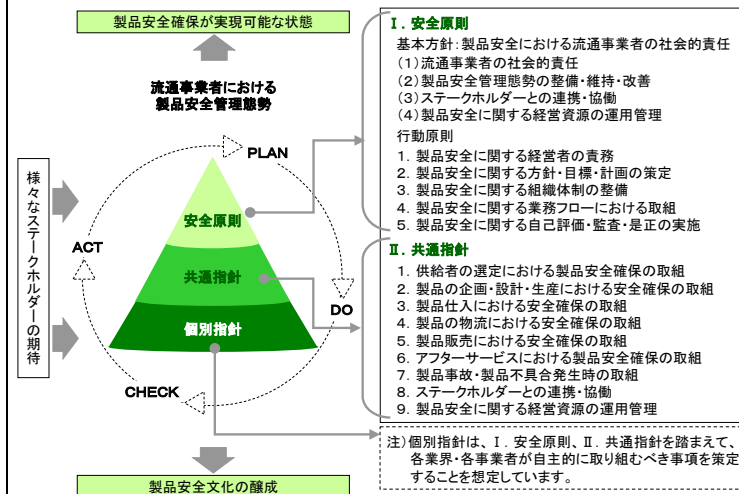 製品安全確保が実現可能な状態
流通事業者における
製品安全管理態勢
様々なステークホルダーの期待
PLAN
DO
CHECK
ACT
安全原則
共通指針
個別指針
製品安全文化の醸成
Ⅰ. 安全原則
基本方針:製品安全における流通事業者の社会的責任
(1)流通事業者の社会的責任
(2)製品安全管理態勢の整備・維持・改善
(3)ステークホルダーとの連携・協働
(4)製品安全に関する経営資源の運用管理
行動原則
1. 製品安全に関する経営者の責務
2. 製品安全に関する方針・目標・計画の策定
3. 製品安全に関する組織体制の整備
4. 製品安全に関する業務フローにおける取組
5. 製品安全に関する自己評価・監査・是正の実施
Ⅱ. 共通指針
1. 供給者の選定における製品安全確保の取組
2. 製品の企画・設計・生産における安全確保の取組
3. 製品仕入における安全確保の取組
4. 製品の物流における安全確保の取組
5. 製品販売における安全確保の取組
6. アフターサービスにおける製品安全確保の取組
7. 製品事故・製品不具合発生時の取組
8. ステークホルダーとの連携・協働
9. 製品安全に関する経営資源の運用管理
注)個別指針は、Ⅰ. 安全原則、Ⅱ. 共通指針を踏まえて、
各業界・各事業者が自主的に取り組むべき事項を策定
することを想定しています。